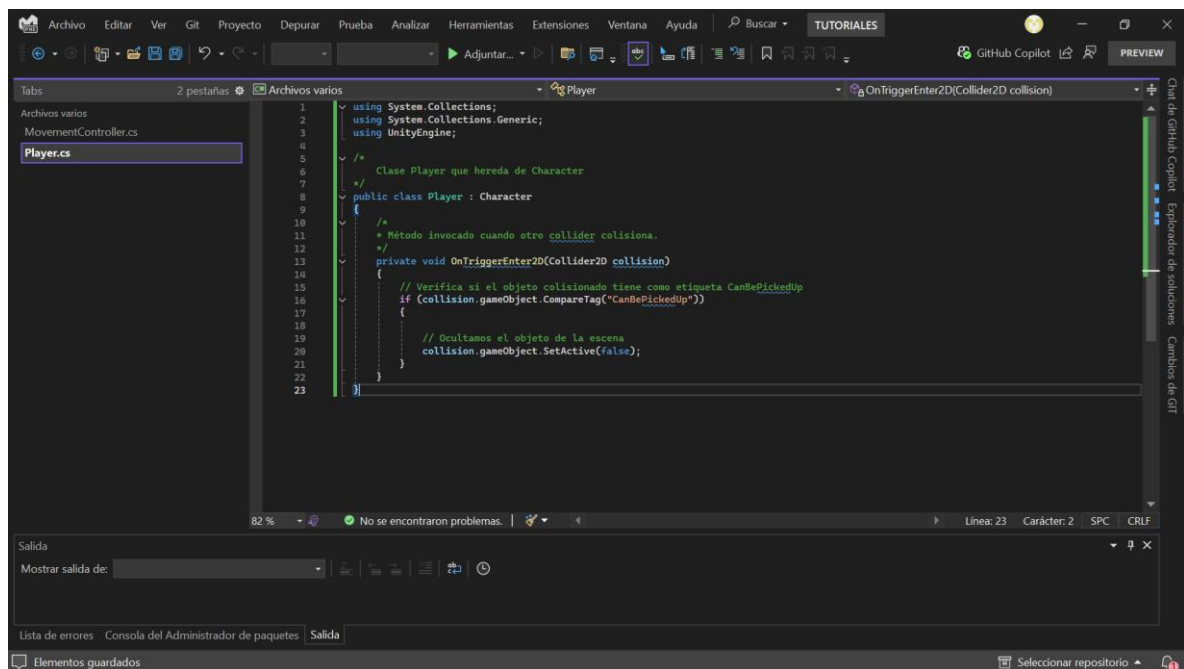 Archivo Editar Ver Git Proyecto Depurar Prueba Analizar Herramientas Extensiones Ventana Ayuda Buscar TUTORIALES
Adjuntar... GitHub Copilot PREVIEW
Tabs 2 pestañas
Archivos varios
MovementController.cs
Player.cs
Archivos varios Player OnTriggerEnter2D(Collider2D collision)
1 using System.Collections;
2 using System.Collections.Generic;
3 using UnityEngine;
4
5 /*
6 Clase Player que hereda de Character
7 */
8 public class Player : Character
9 {
10 /*
11 * Método invocado cuando otro collider colisiona.
12 */
13 private void OnTriggerEnter2D(Collider2D collision)
14 {
15 // Verifica si el objeto colisionado tiene como etiqueta CanBePickedUp
16 if (collision.gameObject.CompareTag("CanBePickedUp"))
17 {
18
19 // Ocultamos el objeto de la escena
20 collision.gameObject.SetActive(false);
21 }
22 }
23 }
Chat de GitHub Copilot
Explorador de soluciones
Cambios de GIT
82 % No se encontraron problemas. Línea: 23 Carácter: 2 SPC CRLF
Salida
Mostrar salida de:
Lista de errores Consola del Administrador de paquetes Salida
Elementos guardados Seleccionar repositorio